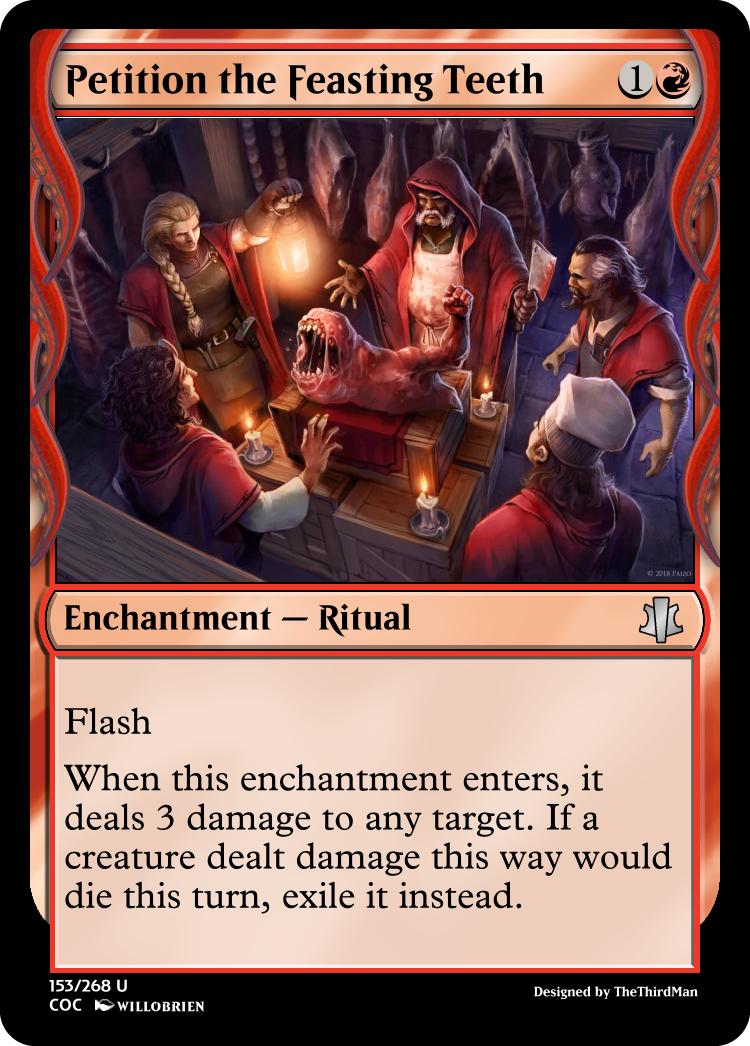 Petition the Feasting Teeth 1
© 2018 PAIZO
Enchantment — Ritual
Flash
When this enchantment enters, it
deals 3 damage to any target. If a
creature dealt damage this way would
die this turn, exile it instead.
153/268 U
COC WILLOBRIEN
Designed by TheThirdMan